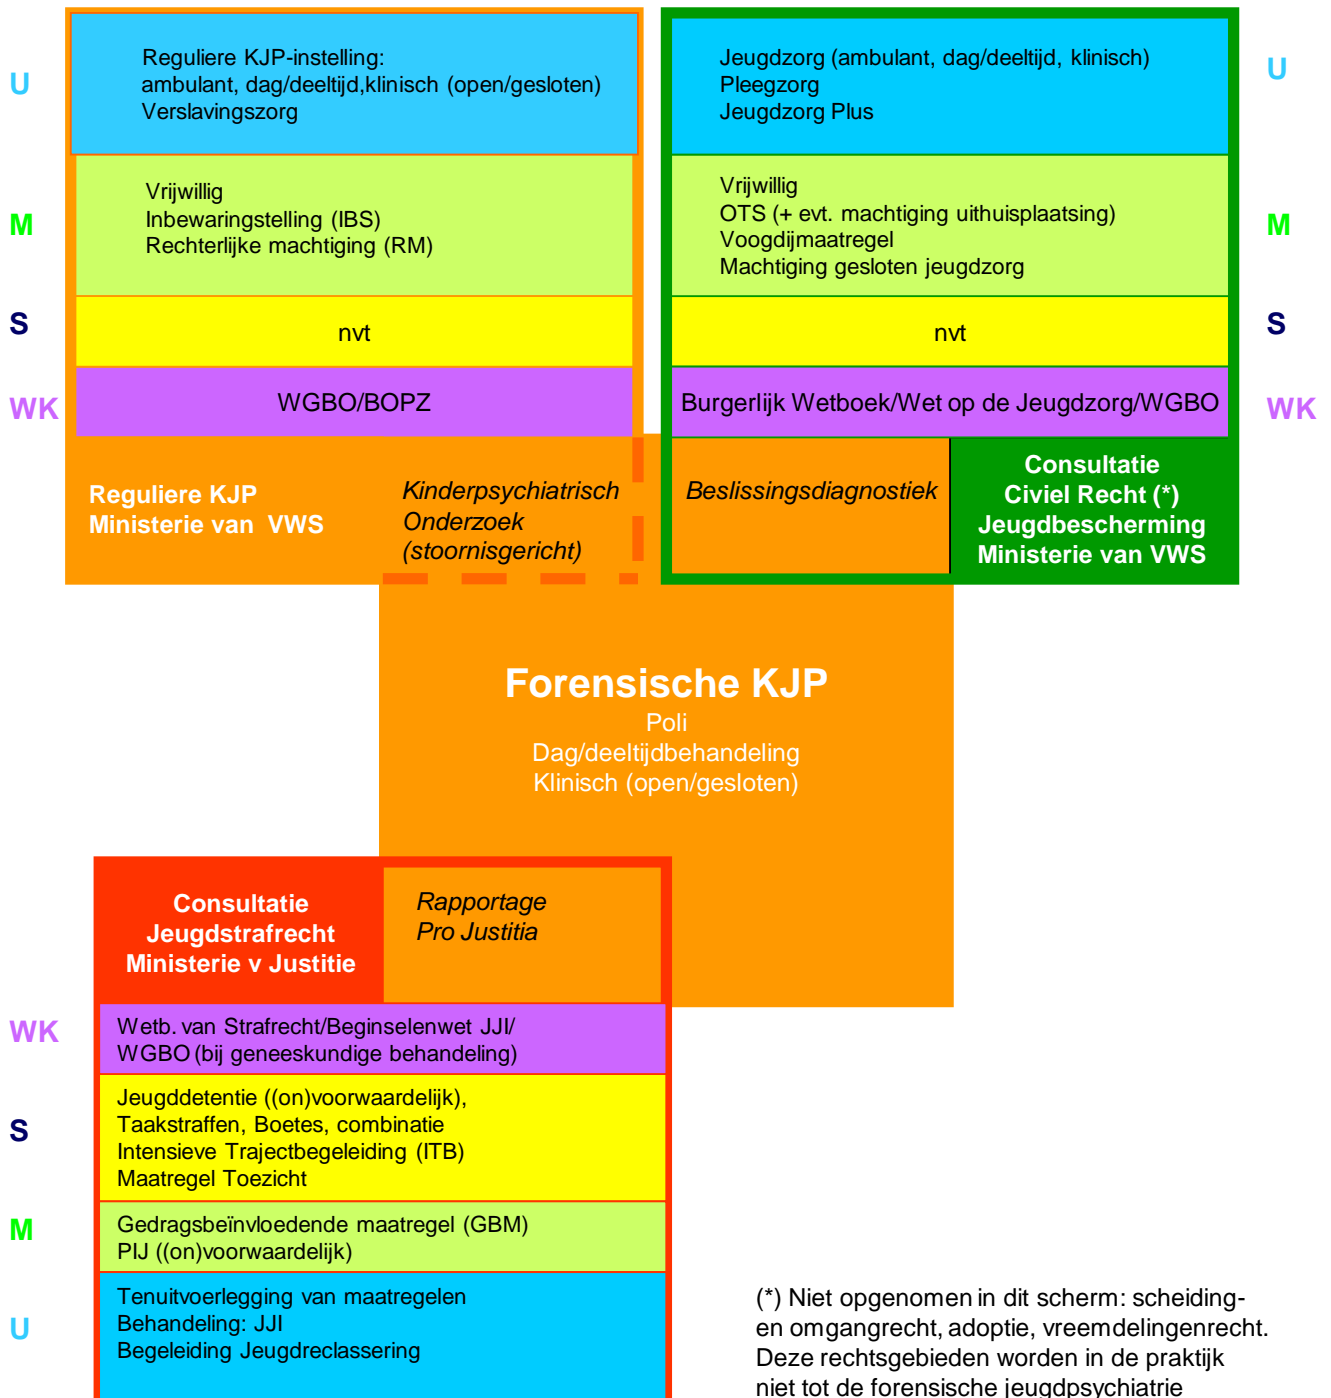 U
Reguliere KJP-instelling:
ambulant, dag/deeltijd,klinisch (open/gesloten)
Verslavingszorg
M
Vrijwillig
Inbewaringstelling (IBS)
Rechterlijke machtiging (RM)
S
nvt
WK
WGBO/BOPZ
Reguliere KJP
Ministerie van VWS
Kinderpsychiatrisch
Onderzoek
(stoornisgericht)
Jeugdzorg (ambulant, dag/deeltijd, klinisch)
Pleegzorg
Jeugdzorg Plus
U
Vrijwillig
OTS (+ evt. machtiging uithuisplaatsing)
Voogdijmaatregel
Machtiging gesloten jeugdzorg
M
nvt
S
Burgerlijk Wetboek/Wet op de Jeugdzorg/WGBO
WK
Beslissingsdiagnostiek
Consultatie
Civiel Recht (*)
Jeugdbescherming
Ministerie van VWS
Forensische KJP
Poli
Dag/deeltijdbehandeling
Klinisch (open/gesloten)
Consultatie
Jeugdstrafrecht
Ministerie v Justitie
Rapportage
Pro Justitia
WK
Wetb. van Strafrecht/Beginselenwet JJI/
WGBO (bij geneeskundige behandeling)
S
Jeugddetentie ((on)voorwaardelijk),
Taakstraffen, Boetes, combinatie
Intensieve Trajectbegeleiding (ITB)
Maatregel Toezicht
M
Gedragsbeïnvloedende maatregel (GBM)
PIJ ((on)voorwaardelijk)
U
Tenuitvoerlegging van maatregelen
Behandeling: JJI
Begeleiding Jeugdreclassering
(*) Niet opgenomen in dit scherm: scheiding-
en omgangrecht, adoptie, vreemdelingenrecht.
Deze rechtsgebieden worden in de praktijk
niet tot de forensische jeugdpsychiatrie